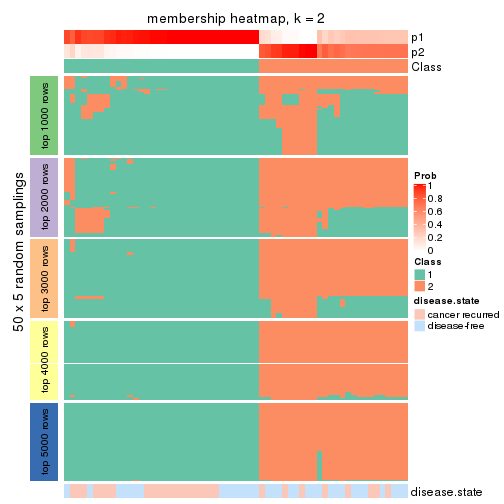 membership heatmap, k = 2
p1
p2
Class
50 x 5 random samplings
top 1000 rows
top 2000 rows
top 3000 rows
top 4000 rows
top 5000 rows
Prob
1
0.8
0.6
0.4
0.2
0
Class
1
2
disease.state
cancer recurred
disease-free
disease.state